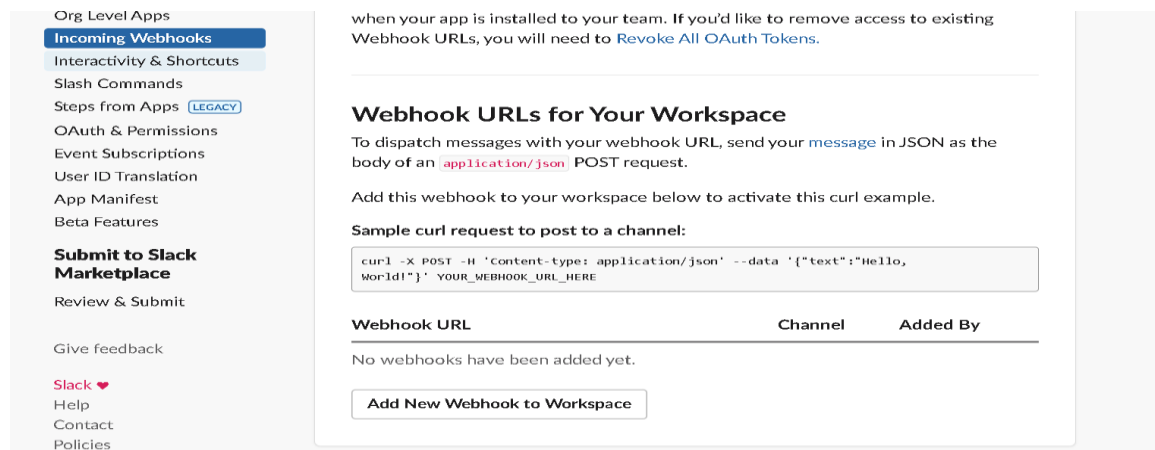 Org Level Apps
Incoming Webhooks
Interactivity & Shortcuts
Slash Commands
Steps from Apps LEGACY
OAuth & Permissions
Event Subscriptions
User ID Translation
App Manifest
Beta Features
Submit to Slack
Marketplace
Review & Submit
Give feedback
Slack ❤
Help
Contact
Policies
when your app is installed to your team. If you'd like to remove access to existing
Webhook URLs, you will need to Revoke All OAuth Tokens.
Webhook URLs for Your Workspace
To dispatch messages with your webhook URL, send your message in JSON as the
body of an application/json POST request.
Add this webhook to your workspace below to activate this curl example.
Sample curl request to post to a channel:
curl -X POST -H 'Content-type: application/json' --data '{"text":"Hello,
World!"}' YOUR_WEBHOOK_URL_HERE
Webhook URL Channel Added By
No webhooks have been added yet.
Add New Webhook to Workspace